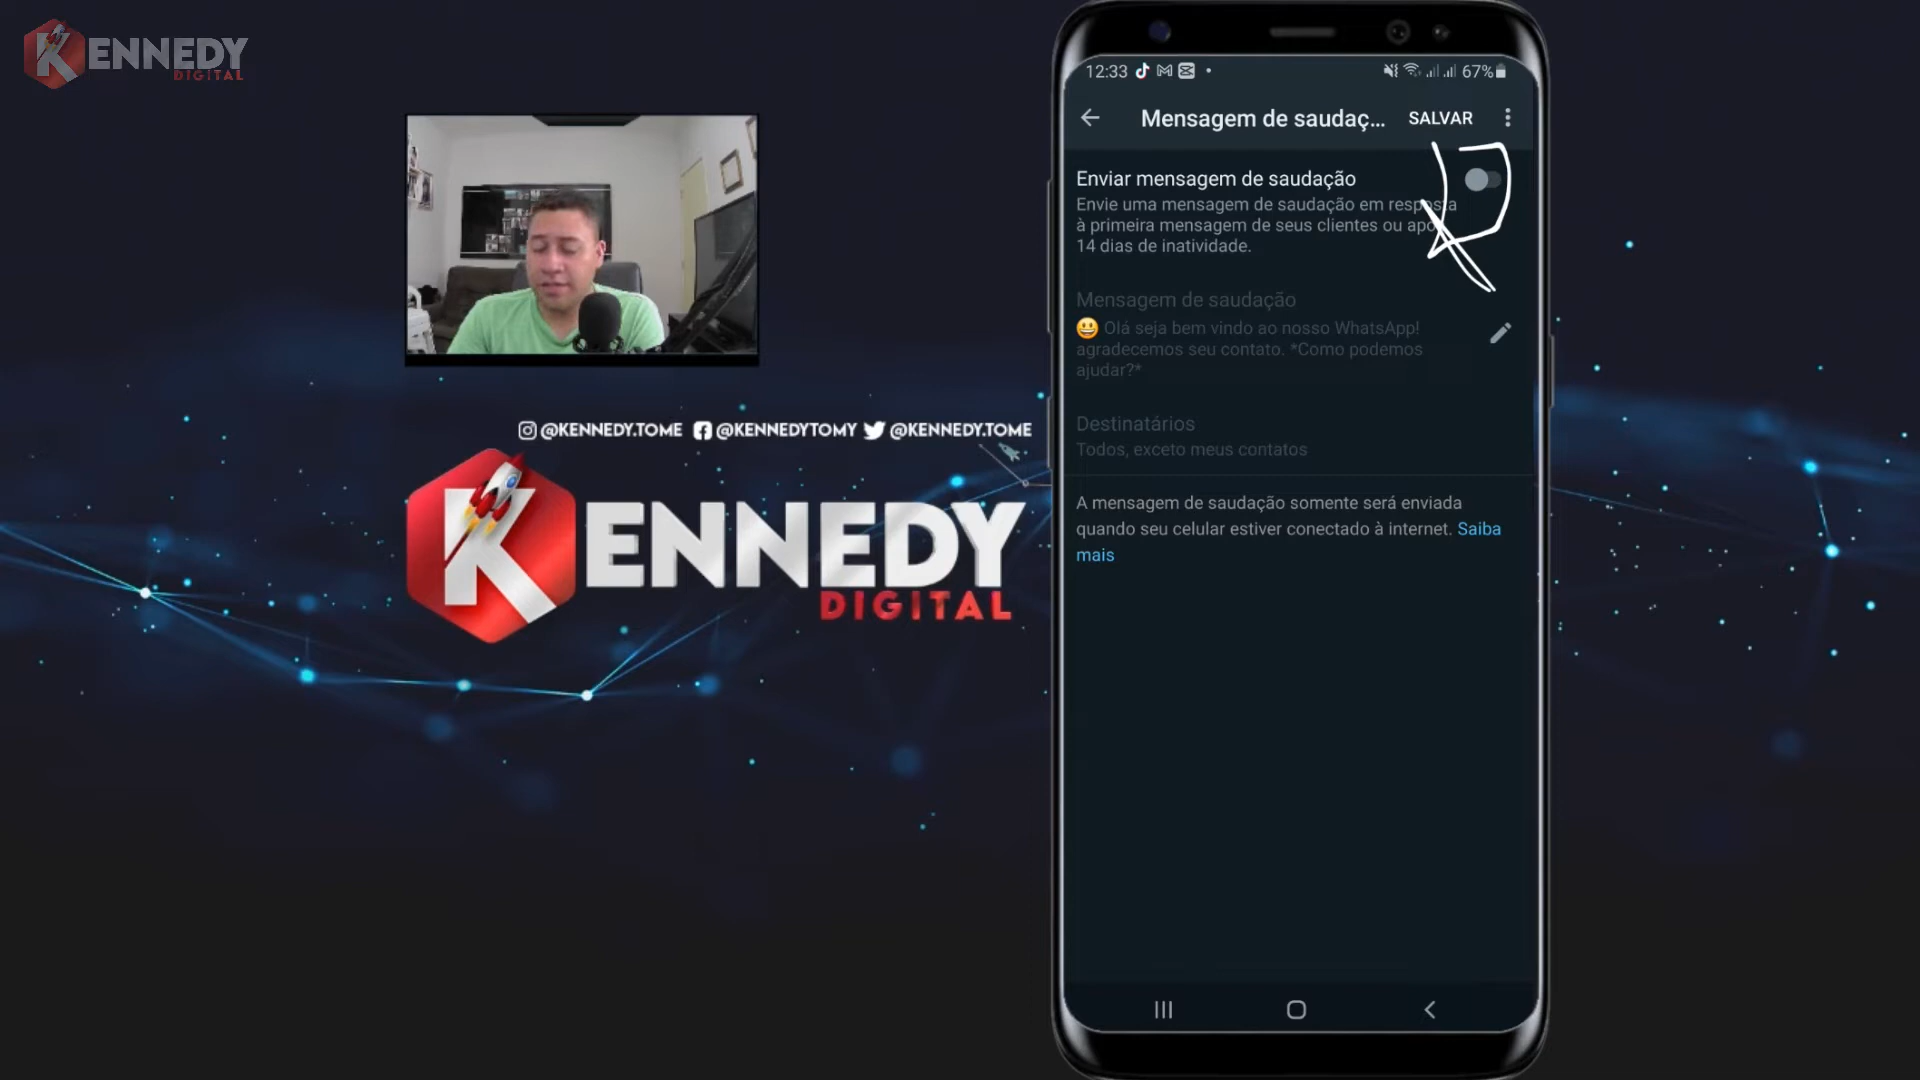 KENNEDY
DIGITAL
@KENNEDY.TOME @KENNEDYTOMY @KENNEDY.TOME
KENNEDY
DIGITAL
12:33 67%
Mensagem de saudaç... SALVAR
Enviar mensagem de saudação
Envie uma mensagem de saudação em resposta
à primeira mensagem de seus clientes ou apó
14 dias de inatividade.
Mensagem de saudação
😃 Olá seja bem vindo ao nosso WhatsApp!
agradecemos seu contato. *Como podemos
ajudar?*
Destinatários
Todos, exceto meus contatos
A mensagem de saudação somente será enviada
quando seu celular estiver conectado à internet. Saiba
mais